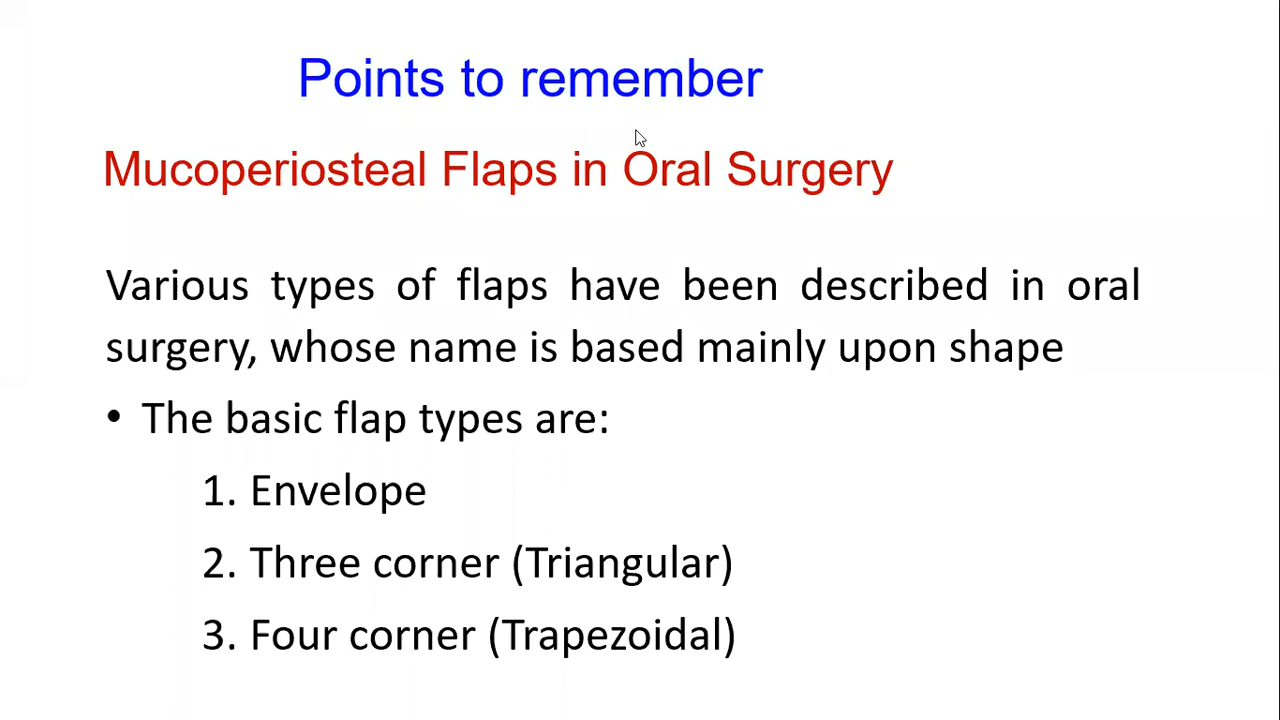 Points to remember
Mucoperiosteal Flaps in Oral Surgery
Various types of flaps have been described in oral
surgery, whose name is based mainly upon shape
• The basic flap types are:
1. Envelope
2. Three corner (Triangular)
3. Four corner (Trapezoidal)